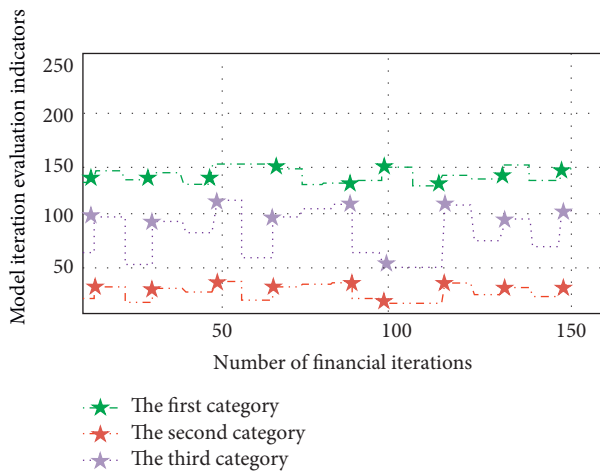 Model iteration evaluation indicators
250
200
150
100
50
50
100
150
Number of financial iterations
The first category
The second category
The third category